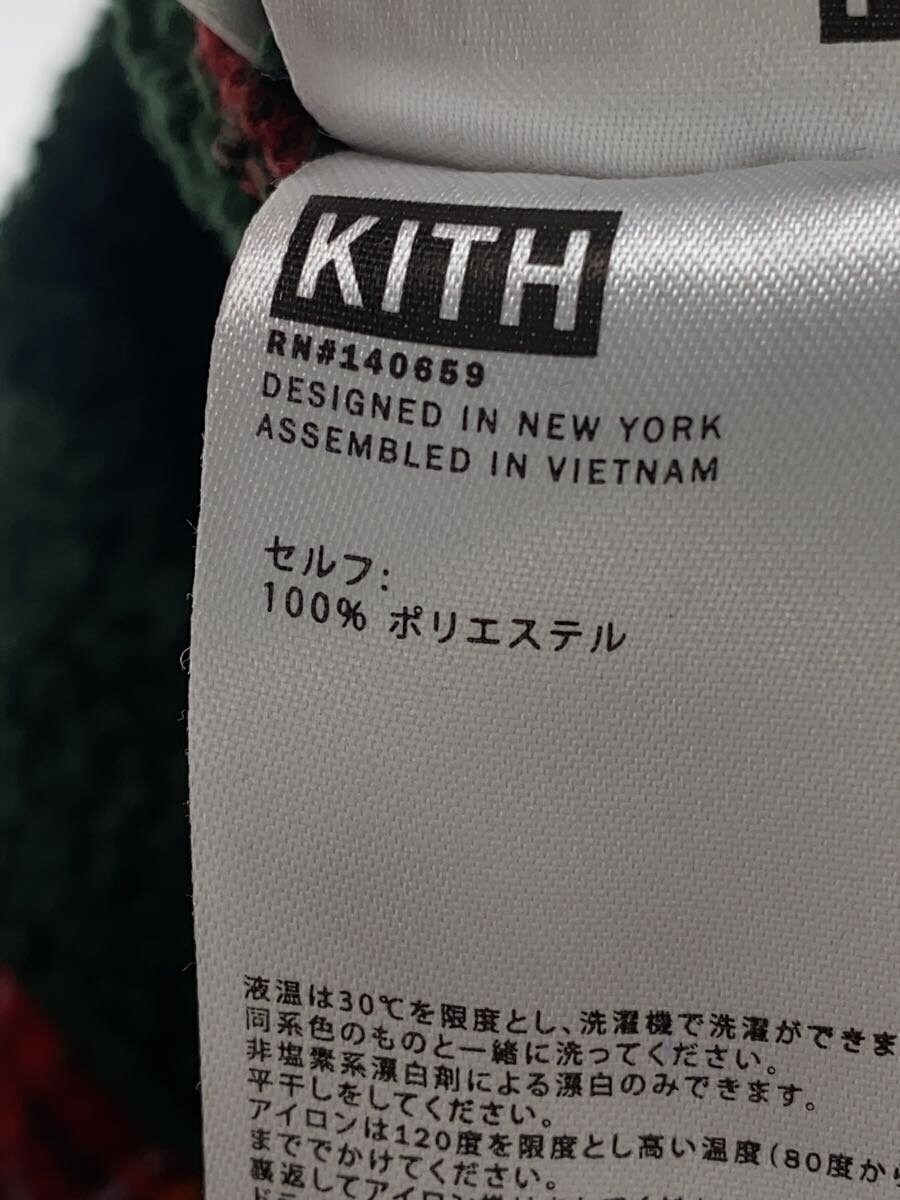 KITH
RN#140659
DESIGNED IN NEW YORK
ASSEMBLED IN VIETNAM
セルフ:
100% ポリエステル
液温は30℃を限度とし、洗濯機で洗濯ができま
同系色のものと一緒に洗ってください。
非塩素系漂白剤による漂白のみできます。
平干しをしてください。
アイロンは120度を限度とし高い温度(80度から
まででかけてください。
裏返してアイロン